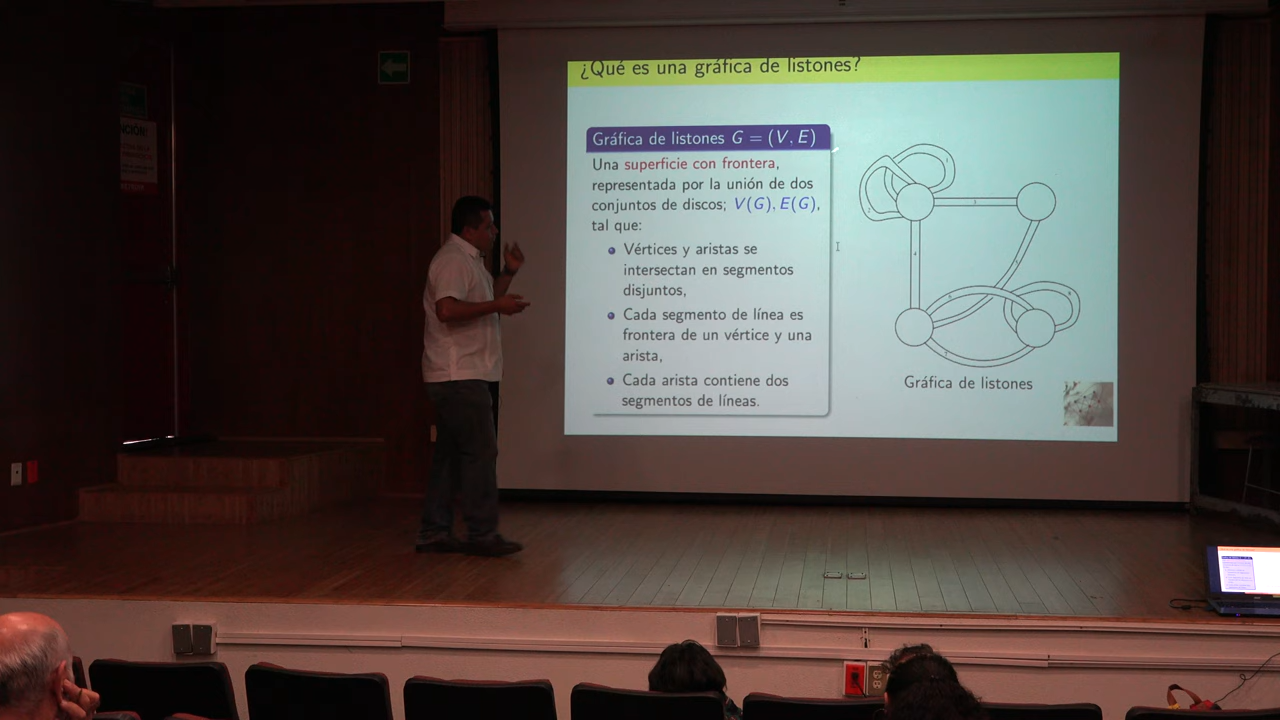 ¿Qué es una gráfica de listones?
NCIÓN!
Gráfica de listones G = (V, E)
Una superficie con frontera,
representada por la unión de dos
conjuntos de discos; V(G), E(G),
tal que:
Vértices y aristas se
intersectan en segmentos
disjuntos,
Cada segmento de línea es
frontera de un vértice y una
arista,
Cada arista contiene dos
segmentos de líneas.
Gráfica de listones